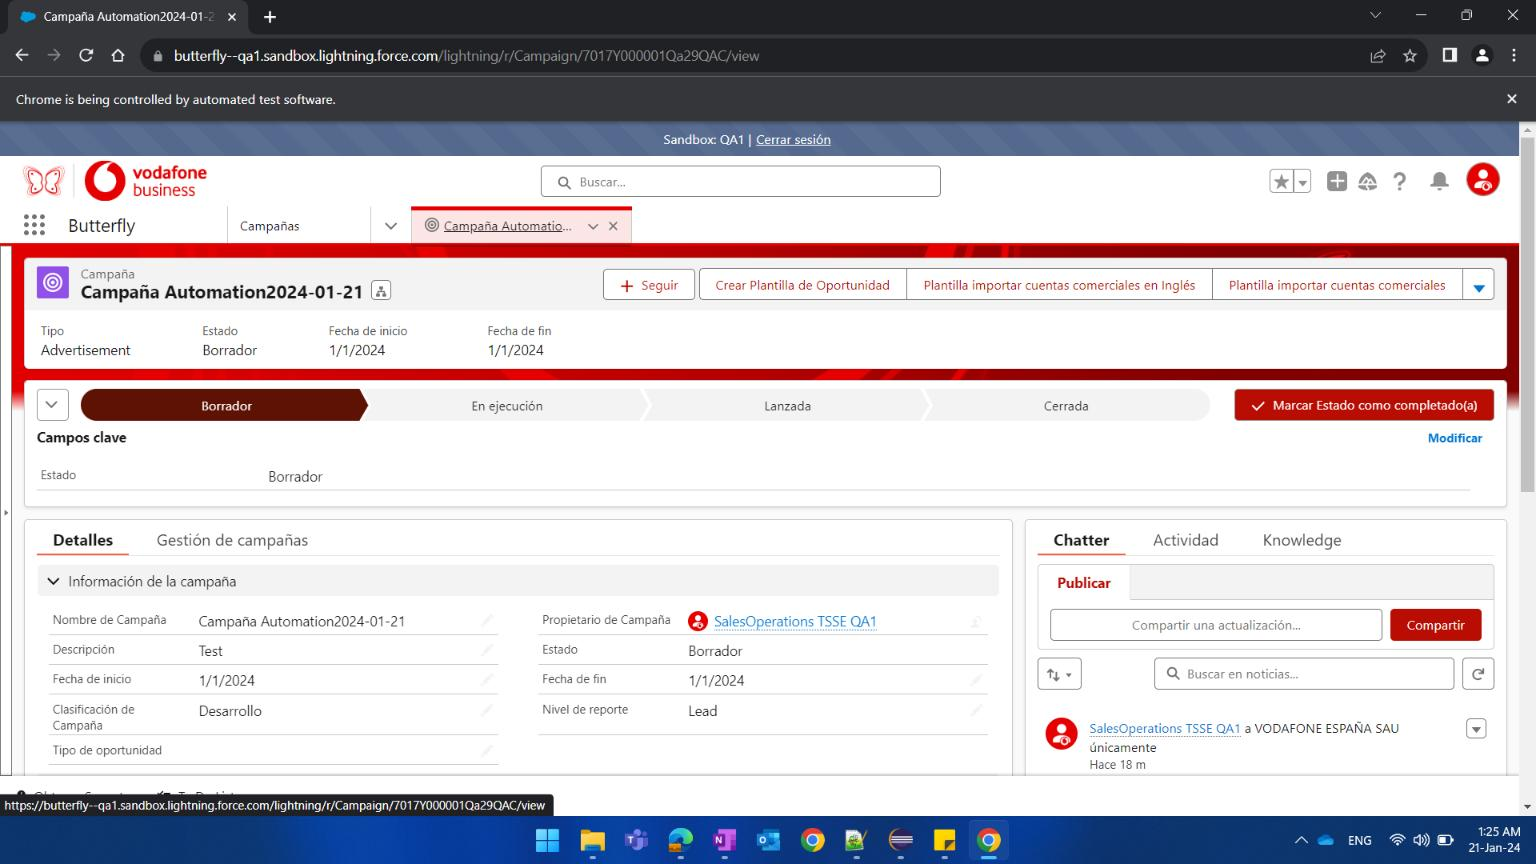 Campaña Automation2024-01-2
butterfly--qa1.sandbox.lightning.force.com/lightning/r/Campaign/7017Y000001Qa29QAC/view
Chrome is being controlled by automated test software.
Sandbox: QA1 | Cerrar sesión
vodafone
business
Buscar...
Butterfly
Campañas
Campaña Automatio...
Campaña
Campaña Automation2024-01-21
Seguir
Crear Plantilla de Oportunidad
Plantilla importar cuentas comerciales en Inglés
Plantilla importar cuentas comerciales
Tipo
Estado
Fecha de inicio
Fecha de fin
Advertisement
Borrador
1/1/2024
1/1/2024
Borrador
En ejecución
Lanzada
Cerrada
Marcar Estado como completado(a)
Campos clave
Modificar
Estado
Borrador
Detalles
Gestión de campañas
Información de la campaña
Nombre de Campaña
Campaña Automation2024-01-21
Propietario de Campaña
SalesOperations TSSE QA1
Descripción
Test
Estado
Borrador
Fecha de inicio
1/1/2024
Fecha de fin
1/1/2024
Clasificación de
Campaña
Desarrollo
Nivel de reporte
Lead
Tipo de oportunidad
Chatter
Actividad
Knowledge
Publicar
Compartir una actualización...
Compartir
Buscar en noticias...
SalesOperations TSSE QA1 a VODAFONE ESPAÑA SAU
únicamente
Hace 18 m
https://butterfly--qa1.sandbox.lightning.force.com/lightning/r/Campaign/7017Y000001Qa29QAC/view
ENG
1:25 AM
21-Jan-24